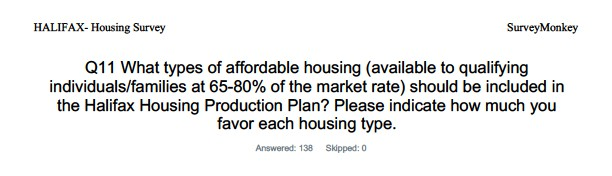 HALIFAX- Housing Survey SurveyMonkey
Q11 What types of affordable housing (available to qualifying
individuals/families at 65-80% of the market rate) should be included in
the Halifax Housing Production Plan? Please indicate how much you
favor each housing type.
Answered: 138 Skipped: 0